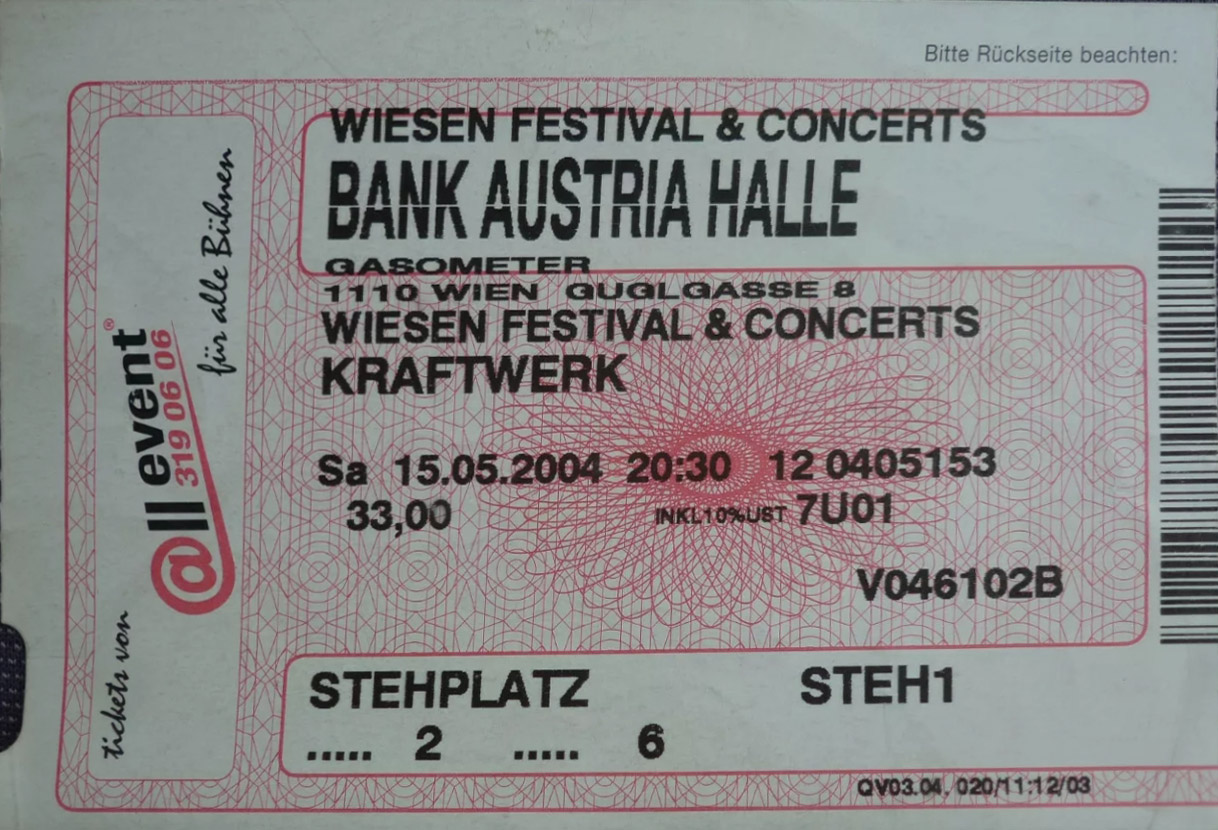 Bitte Rückseite beachten:
WIESEN FESTIVAL & CONCERTS
BANK AUSTRIA HALLE
GASOMETER
1110 WIEN GUGLGASSE 8
WIESEN FESTIVAL & CONCERTS
KRAFTWERK
Sa 15.05.2004 20:30 12 0405153
33,00 INKL10%UST 7U01
V046102B
STEHPLATZ STEH1
..... 2 ..... 6
QV03.04. 020/11:12/03
tickets von
@ll event®
319 06 06
für alle Bühnen